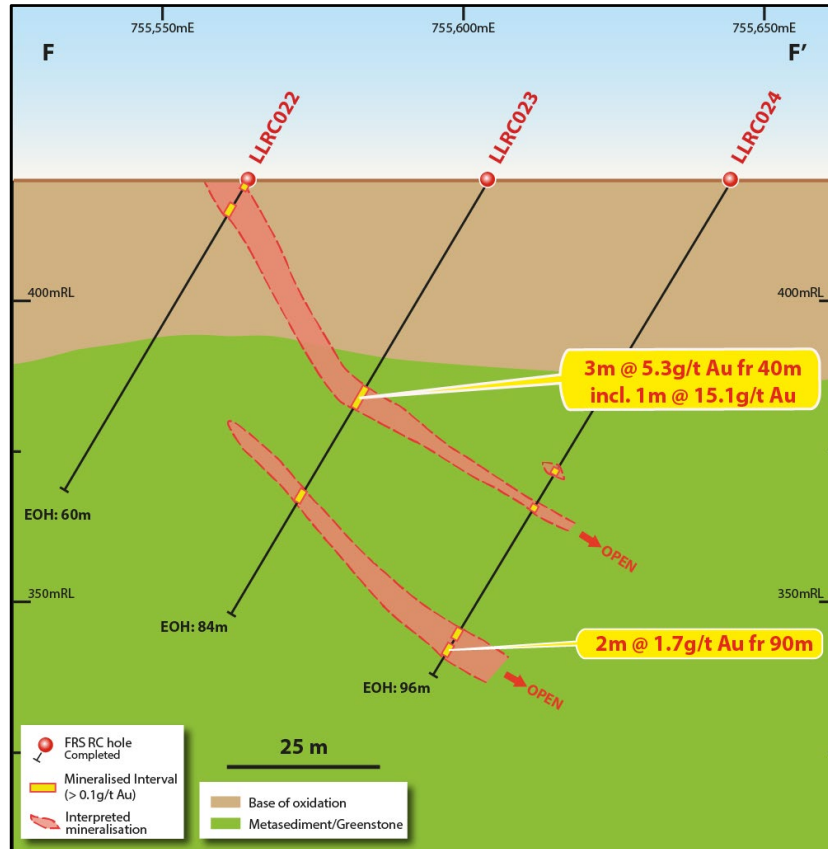 755,550mE
755,600mE
755,650mE
F
F’
LLRC022
LLRC023
LLRC024
400mRL
400mRL
3m @ 5.3g/t Au fr 40m
incl. 1m @ 15.1g/t Au
EOH: 60m
OPEN
350mRL
350mRL
EOH: 84m
2m @ 1.7g/t Au fr 90m
EOH: 96m
OPEN
FRS RC hole
Completed
Mineralised Interval
(> 0.1g/t Au)
Interpreted
mineralisation
25 m
Base of oxidation
Metasediment/Greenstone